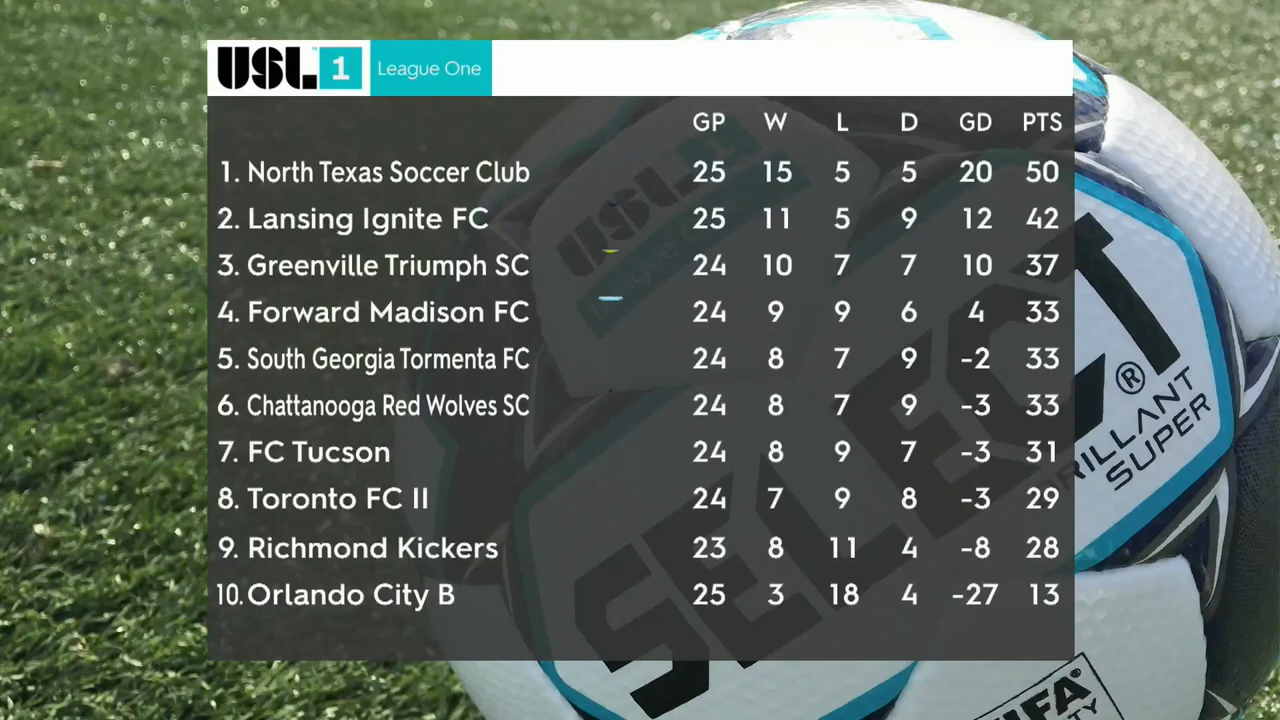 USL 1 League One
GP W L D GD PTS
1. North Texas Soccer Club 25 15 5 5 20 50
2. Lansing Ignite FC 25 11 5 9 12 42
3. Greenville Triumph SC 24 10 7 7 10 37
4. Forward Madison FC 24 9 9 6 4 33
5. South Georgia Tormenta FC 24 8 7 9 -2 33
6. Chattanooga Red Wolves SC 24 8 7 9 -3 33
7. FC Tucson 24 8 9 7 -3 31
8. Toronto FC II 24 7 9 8 -3 29
9. Richmond Kickers 23 8 11 4 -8 28
10. Orlando City B 25 3 18 4 -27 13
USL 1
SELECT ®
SUPER